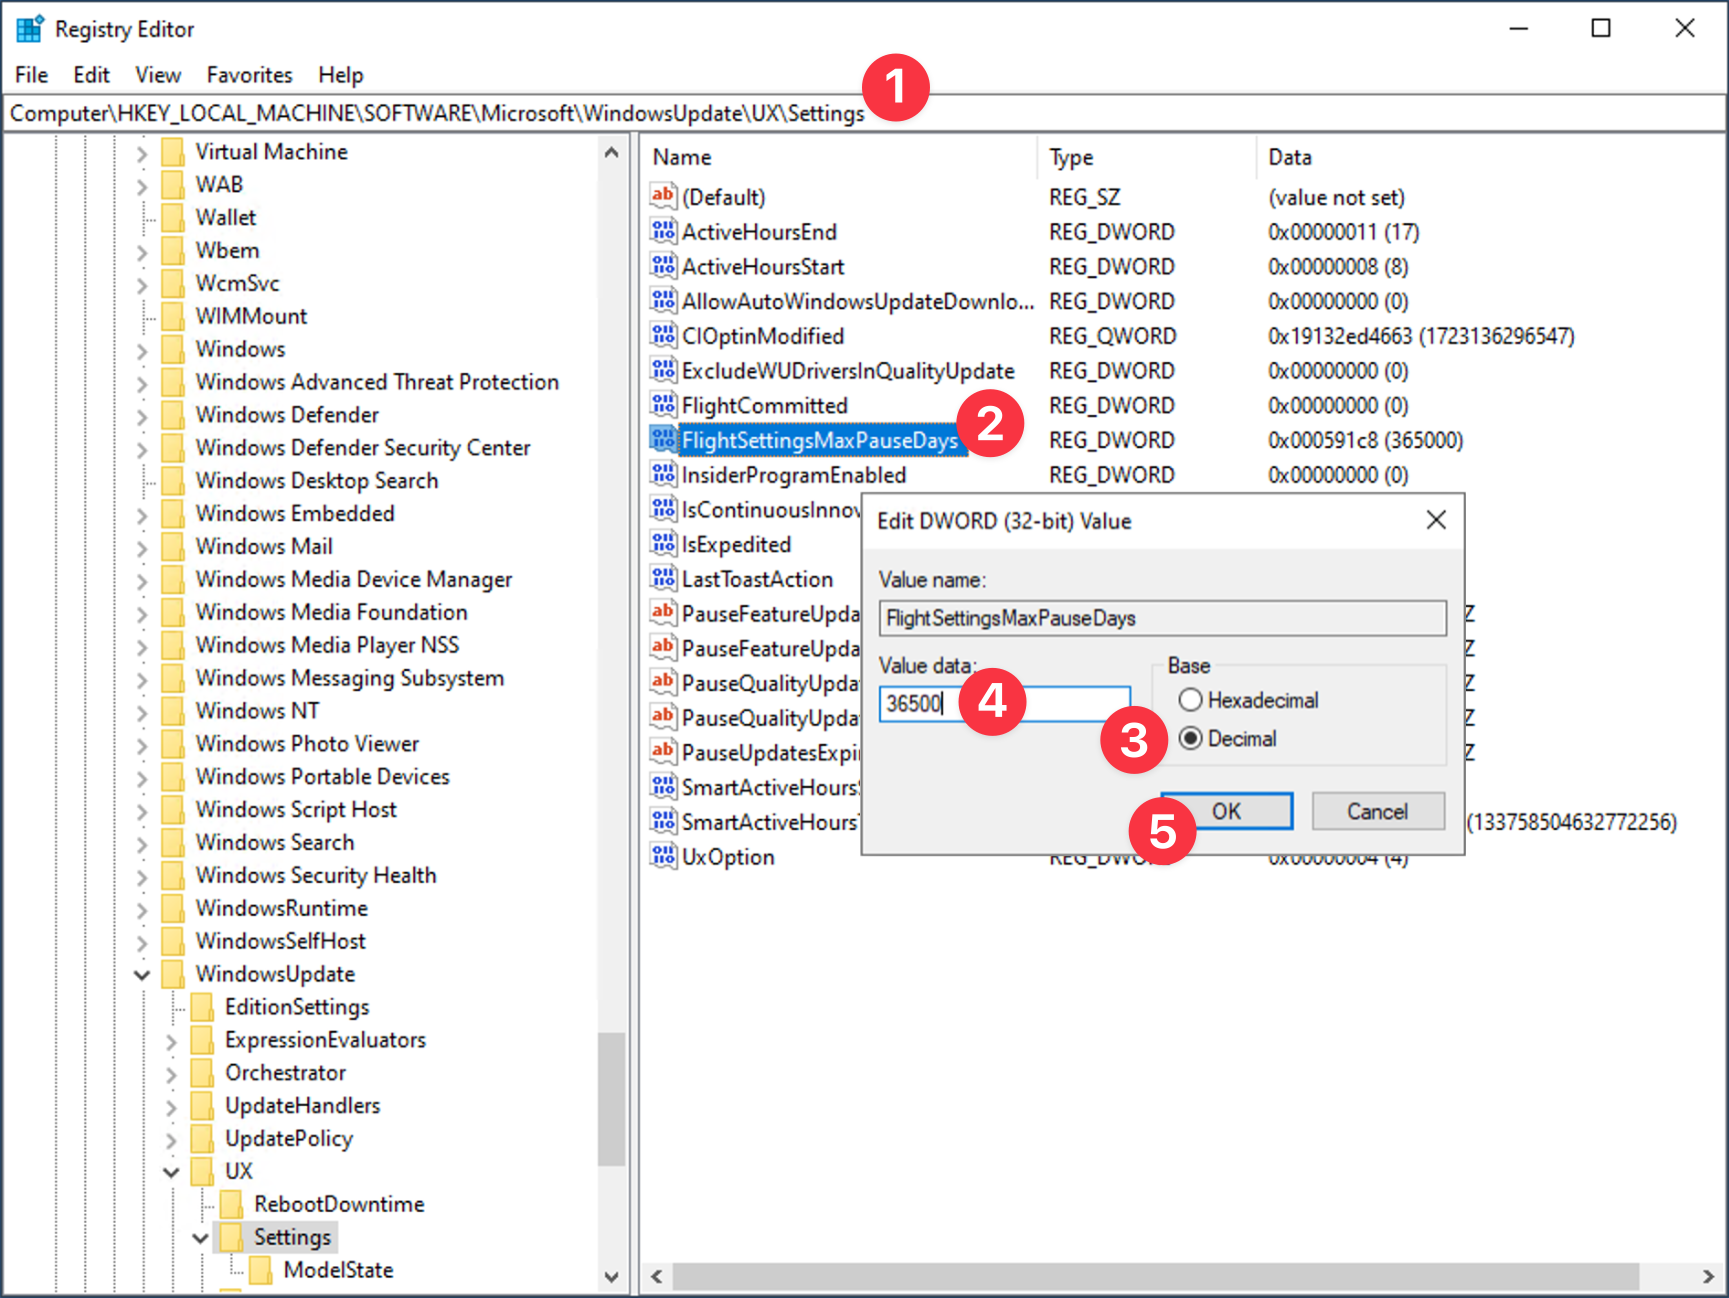 Registry Editor
File Edit View Favorites Help
1
Computer\HKEY_LOCAL_MACHINE\SOFTWARE\Microsoft\WindowsUpdate\UX\Settings
Virtual Machine
WAB
Wallet
Wbem
WcmSvc
WIMMount
Windows
Windows Advanced Threat Protection
Windows Defender
Windows Defender Security Center
Windows Desktop Search
Windows Embedded
Windows Mail
Windows Media Device Manager
Windows Media Foundation
Windows Media Player NSS
Windows Messaging Subsystem
Windows NT
Windows Photo Viewer
Windows Portable Devices
Windows Script Host
Windows Search
Windows Security Health
WindowsRuntime
WindowsSelfHost
WindowsUpdate
EditionSettings
ExpressionEvaluators
Orchestrator
UpdateHandlers
UpdatePolicy
UX
RebootDowntime
Settings
ModelState
Name Type Data
(Default) REG_SZ (value not set)
ActiveHoursEnd REG_DWORD 0x00000011 (17)
ActiveHoursStart REG_DWORD 0x00000008 (8)
AllowAutoWindowsUpdateDownlo... REG_DWORD 0x00000000 (0)
CIOptinModified REG_QWORD 0x19132ed4663 (1723136296547)
ExcludeWUDriversInQualityUpdate REG_DWORD 0x00000000 (0)
FlightCommitted REG_DWORD 0x00000000 (0)
FlightSettingsMaxPauseDays 2 REG_DWORD 0x000591c8 (365000)
InsiderProgramEnabled REG_DWORD 0x00000000 (0)
IsContinuousInnov
IsExpedited
LastToastAction
PauseFeatureUpda Z
PauseFeatureUpda Z
PauseQualityUpda Z
PauseQualityUpda Z
PauseUpdatesExpi Z
SmartActiveHoursS
SmartActiveHoursT (133758504632772256)
UxOption REG_DWO 0x00000004 (4)
Edit DWORD (32-bit) Value
Value name:
FlightSettingsMaxPauseDays
Value data:
36500 4
Base
Hexadecimal
3 Decimal
5 OK Cancel